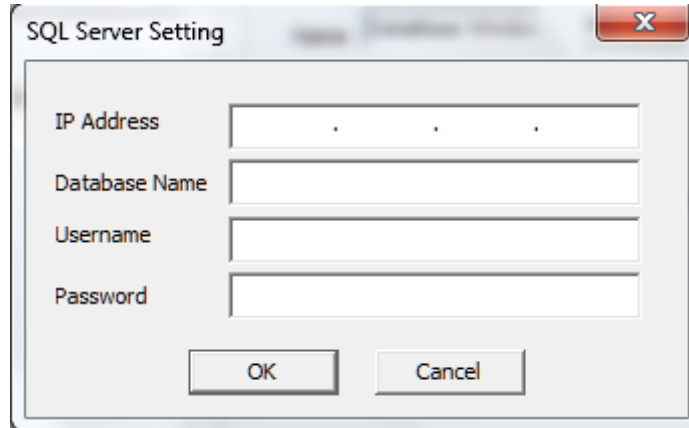 SQL Server Setting
IP Address . . .
Database Name
Username
Password
OK Cancel